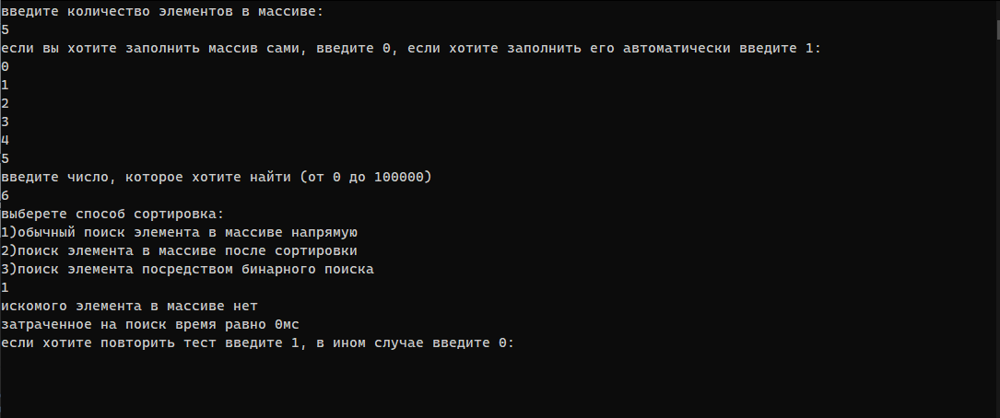 введите количество элементов в массиве:
5
если вы хотите заполнить массив сами, введите 0, если хотите заполнить его автоматически введите 1:
0
1
2
3
4
5
введите число, которое хотите найти (от 0 до 100000)
6
выберете способ сортировка:
1)обычный поиск элемента в массиве напрямую
2)поиск элемента в массиве после сортировки
3)поиск элемента посредством бинарного поиска
1
искомого элемента в массиве нет
затраченное на поиск время равно 0мс
если хотите повторить тест введите 1, в ином случае введите 0: